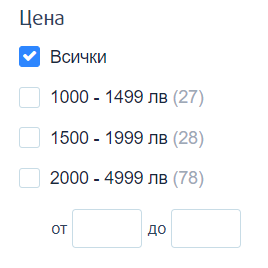 Цена
Всички
1000 - 1499 лв (27)
1500 - 1999 лв (28)
2000 - 4999 лв (78)
от до